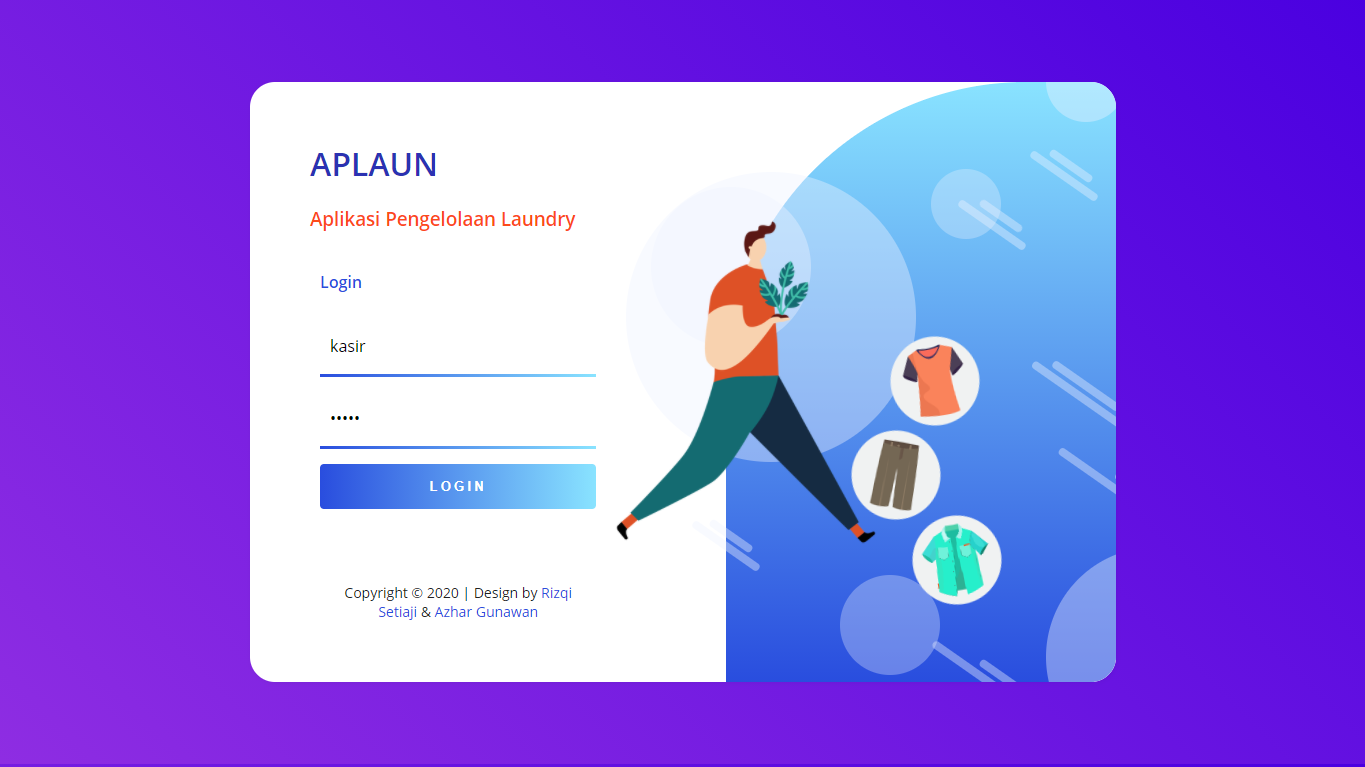 APLAUN
Aplikasi Pengelolaan Laundry
Login
kasir
•••••
LOGIN
Copyright © 2020 | Design by Rizqi
Setiaji & Azhar Gunawan